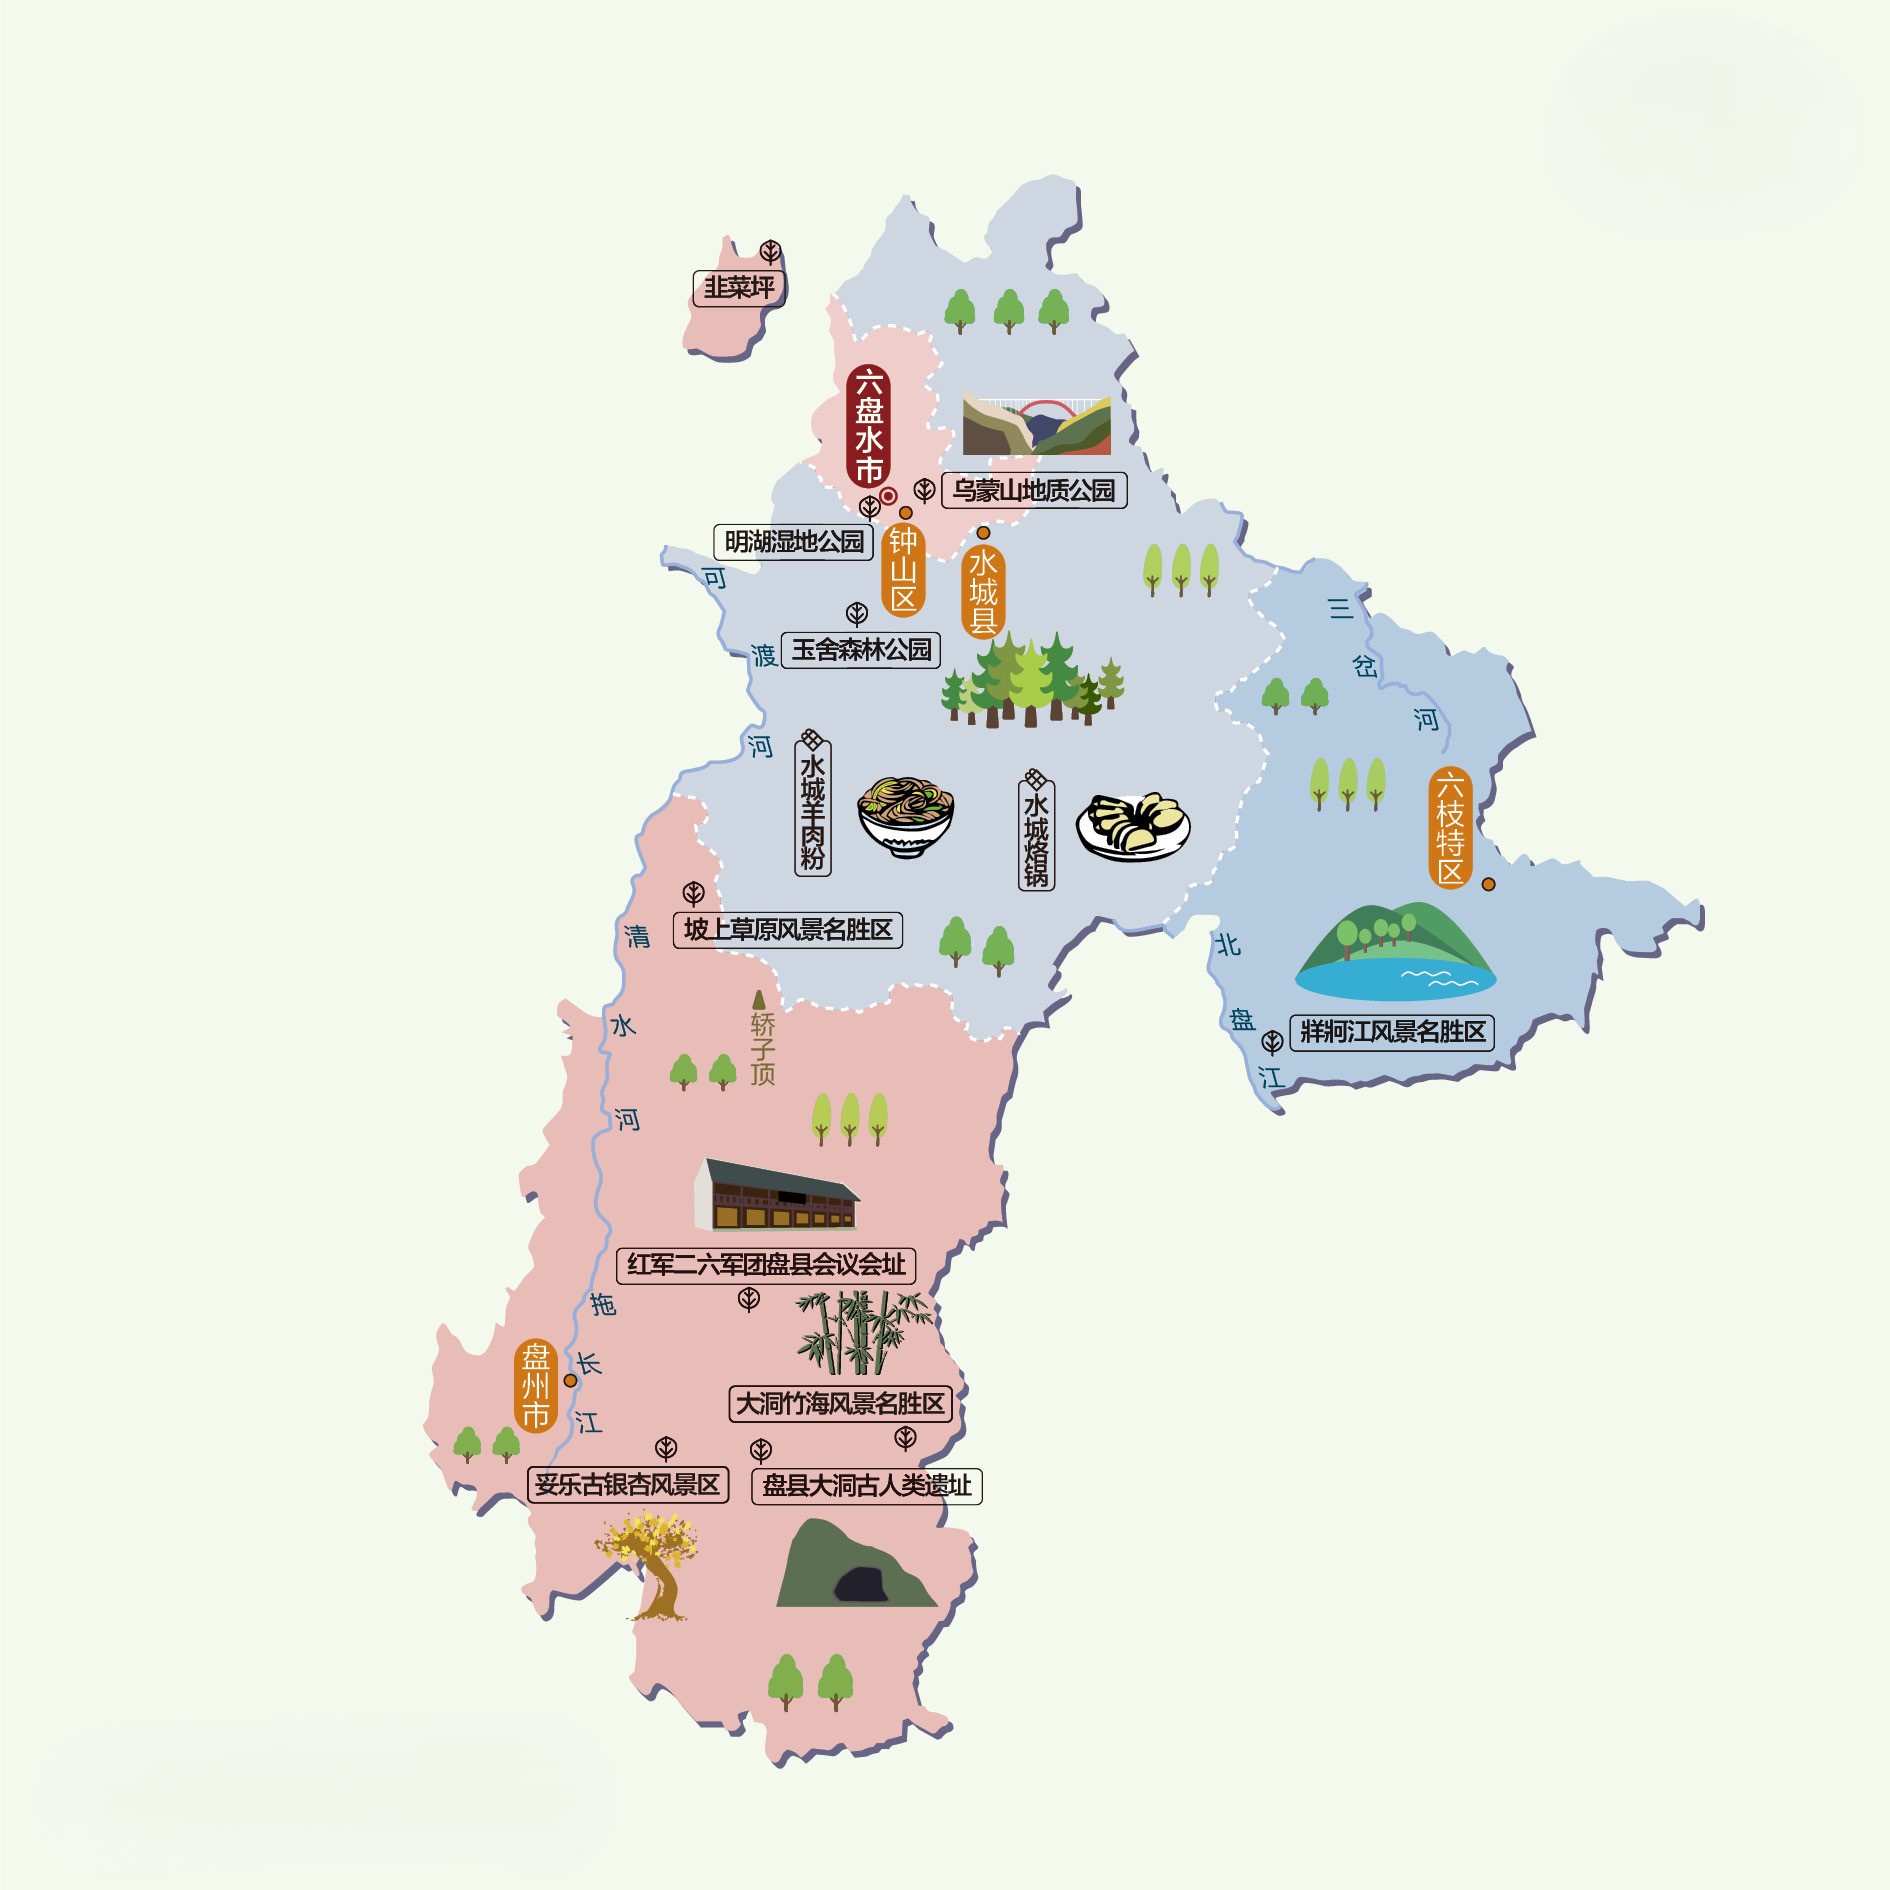 韭菜坪
六盘水市
乌蒙山地质公园
明湖湿地公园
钟山区
水城县
可渡河
玉舍森林公园
三岔河
水城羊肉粉
水城烙锅
六枝特区
坡上草原风景名胜区
清水河
北盘江
牂牁江风景名胜区
轿子顶
红军二六军团盘县会议会址
拖长江
盘州市
大洞竹海风景名胜区
妥乐古银杏风景区
盘县大洞古人类遗址